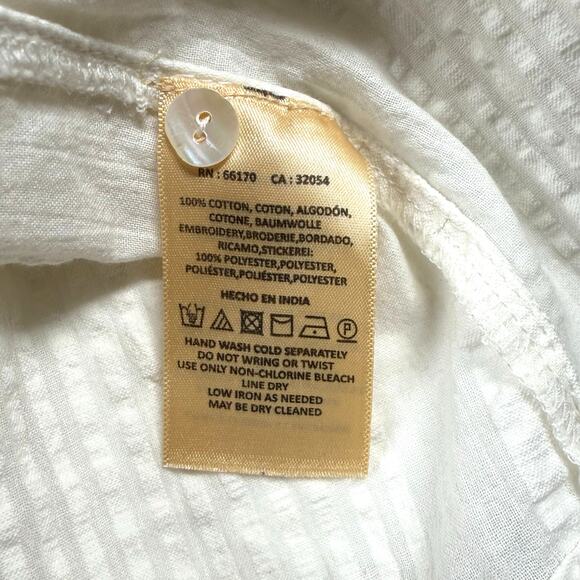 RN : 66170 CA : 32054
100% COTTON, COTON, ALGODÓN,
COTONE, BAUMWOLLE
EMBROIDERY,BRODERIE,BORDADO,
RICAMO,STICKEREI:
100% POLYESTER,POLYESTER,
POLIÉSTER,POLIÉSTER,POLYESTER
HECHO EN INDIA
P
HAND WASH COLD SEPARATELY
DO NOT WRING OR TWIST
USE ONLY NON-CHLORINE BLEACH
LINE DRY
LOW IRON AS NEEDED
MAY BE DRY CLEANED